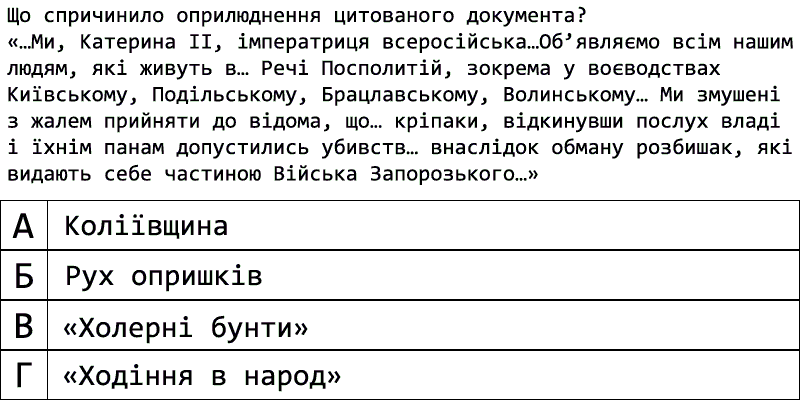 Що спричинило оприлюднення цитованого документа?
«…Ми, Катерина ІІ, імператриця всеросійська…Об’являємо всім нашим
людям, які живуть в… Речі Посполитій, зокрема у воєводствах
Київському, Подільському, Брацлавському, Волинському… Ми змушені
з жалем прийняти до відома, що… кріпаки, відкинувши послух владі
і їхнім панам допустились убивств… внаслідок обману розбишак, які
видають себе частиною Війська Запорозького…»
А Коліївщина
Б Рух опришків
В «Холерні бунти»
Г «Ходіння в народ»